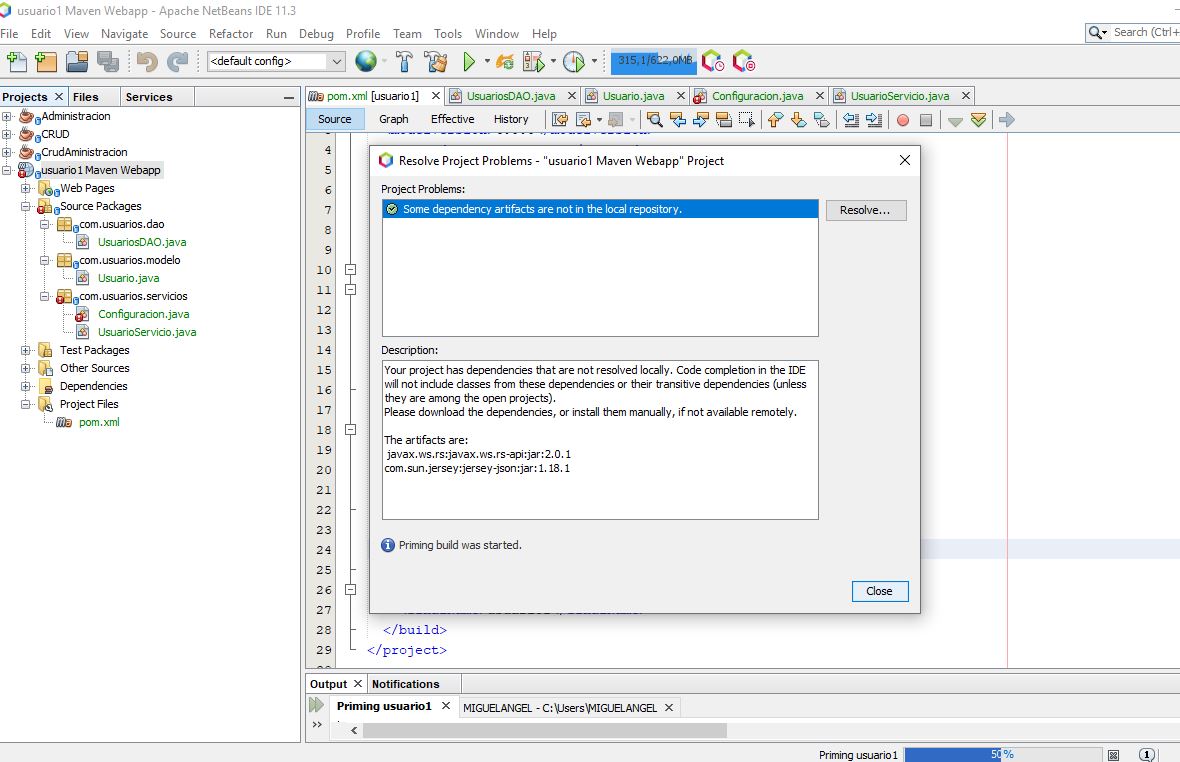 usuario1 Maven Webapp - Apache NetBeans IDE 11.3
File Edit View Navigate Source Refactor Run Debug Profile Team Tools Window Help
Search (Ctrl+
<default config>
315,1/622,0MB
Projects Files Services
pom.xml [usuario1] UsuariosDAO.java Usuario.java Configuracion.java UsuarioServicio.java
Source Graph Effective History
Administracion
CRUD
CrudAministracion
usuario1 Maven Webapp
Web Pages
Source Packages
com.usuarios.dao
UsuariosDAO.java
com.usuarios.modelo
Usuario.java
com.usuarios.servicios
Configuracion.java
UsuarioServicio.java
Test Packages
Other Sources
Dependencies
Project Files
pom.xml
4
5
6
7
8
9
10
11
12
13
14
15
16
17
18
19
20
21
22
23
24
25
26
27
28 </build>
29 </project>
Resolve Project Problems - "usuario1 Maven Webapp" Project
Project Problems:
Some dependency artifacts are not in the local repository.
Resolve...
Description:
Your project has dependencies that are not resolved locally. Code completion in the IDE
will not include classes from these dependencies or their transitive dependencies (unless
they are among the open projects).
Please download the dependencies, or install them manually, if not available remotely.
The artifacts are:
javax.ws.rs:javax.ws.rs-api:jar:2.0.1
com.sun.jersey:jersey-json:jar:1.18.1
Priming build was started.
Close
Output Notifications
Priming usuario1 MIGUELANGEL - C:\Users\MIGUELANGEL
Priming usuario1 50% 1